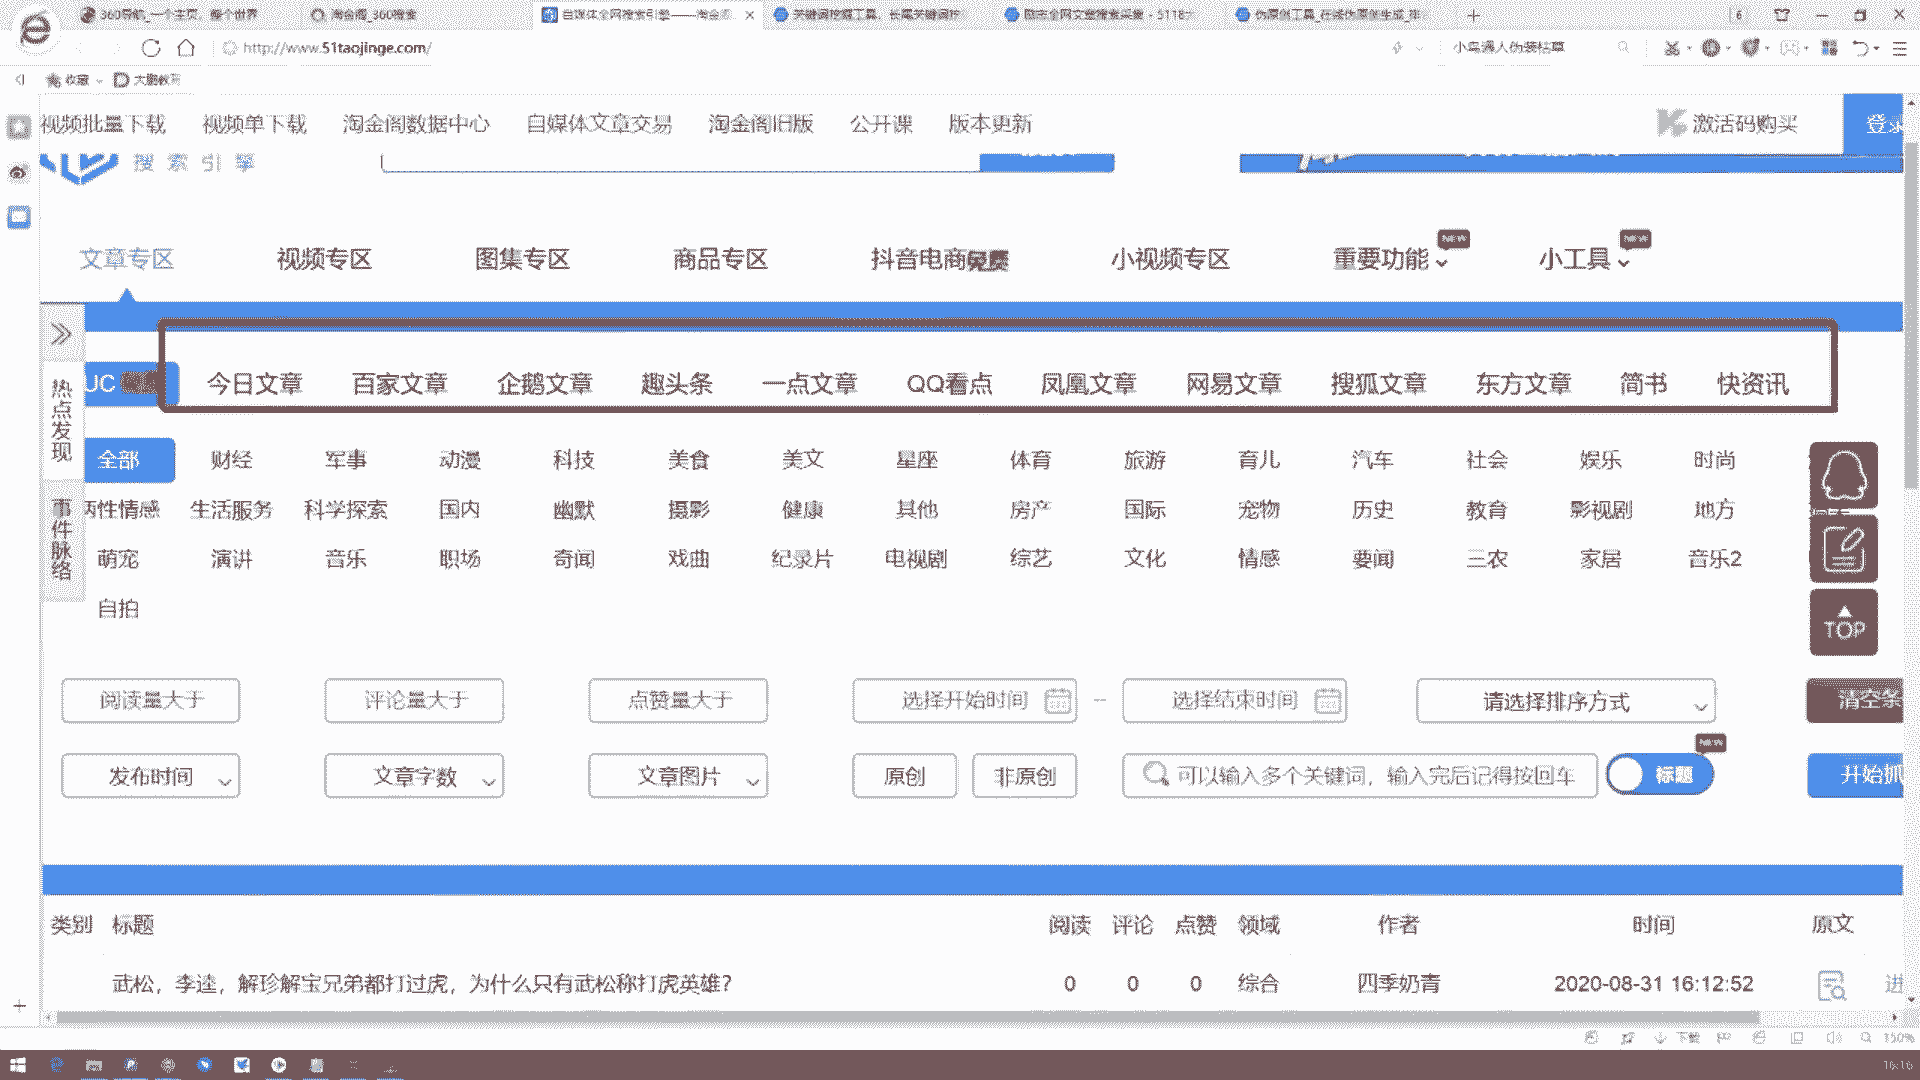 360导航_一个主页，整个世界
淘金阁_360搜索
自媒体全网搜索引擎——淘金阁
关键词挖掘工具、长尾关键词挖
励志全网文章搜索采集 - 5118
伪原创工具_在线伪原创生成_
6
http://www.51taojinge.com/
收藏 大鹏教育
视频批量下载 视频单下载 淘金阁数据中心 自媒体文章交易 淘金阁旧版 公开课 版本更新 激活码购买 登录
搜索引擎
文章专区 视频专区 图集专区 商品专区 抖音电商免费 小视频专区 重要功能 NEW 小工具 NEW
热点发现
事件脉络
UC 今日文章 百家文章 企鹅文章 趣头条 一点文章 QQ看点 凤凰文章 网易文章 搜狐文章 东方文章 简书 快资讯
全部 财经 军事 动漫 科技 美食 美文 星座 体育 旅游 育儿 汽车 社会 娱乐 时尚
两性情感 生活服务 科学探索 国内 幽默 摄影 健康 其他 房产 国际 宠物 历史 教育 影视剧 地方
萌宠 演讲 音乐 职场 奇闻 戏曲 纪录片 电视剧 综艺 文化 情感 要闻 三农 家居 音乐2
自拍
TOP
阅读量大于 评论量大于 点赞量大于 选择开始时间 – 选择结束时间 请选择排序方式 清空条
发布时间 文章字数 文章图片 原创 非原创 可以输入多个关键词，输入完后记得按回车 标题 NEW 开始抓
类别 标题 阅读 评论 点赞 领域 作者 时间 原文
武松，李逵，解珍解宝兄弟都打过虎，为什么只有武松称打虎英雄？ 0 0 0 综合 四季奶青 2020-08-31 16:12:52 进
下载 150%
16:16